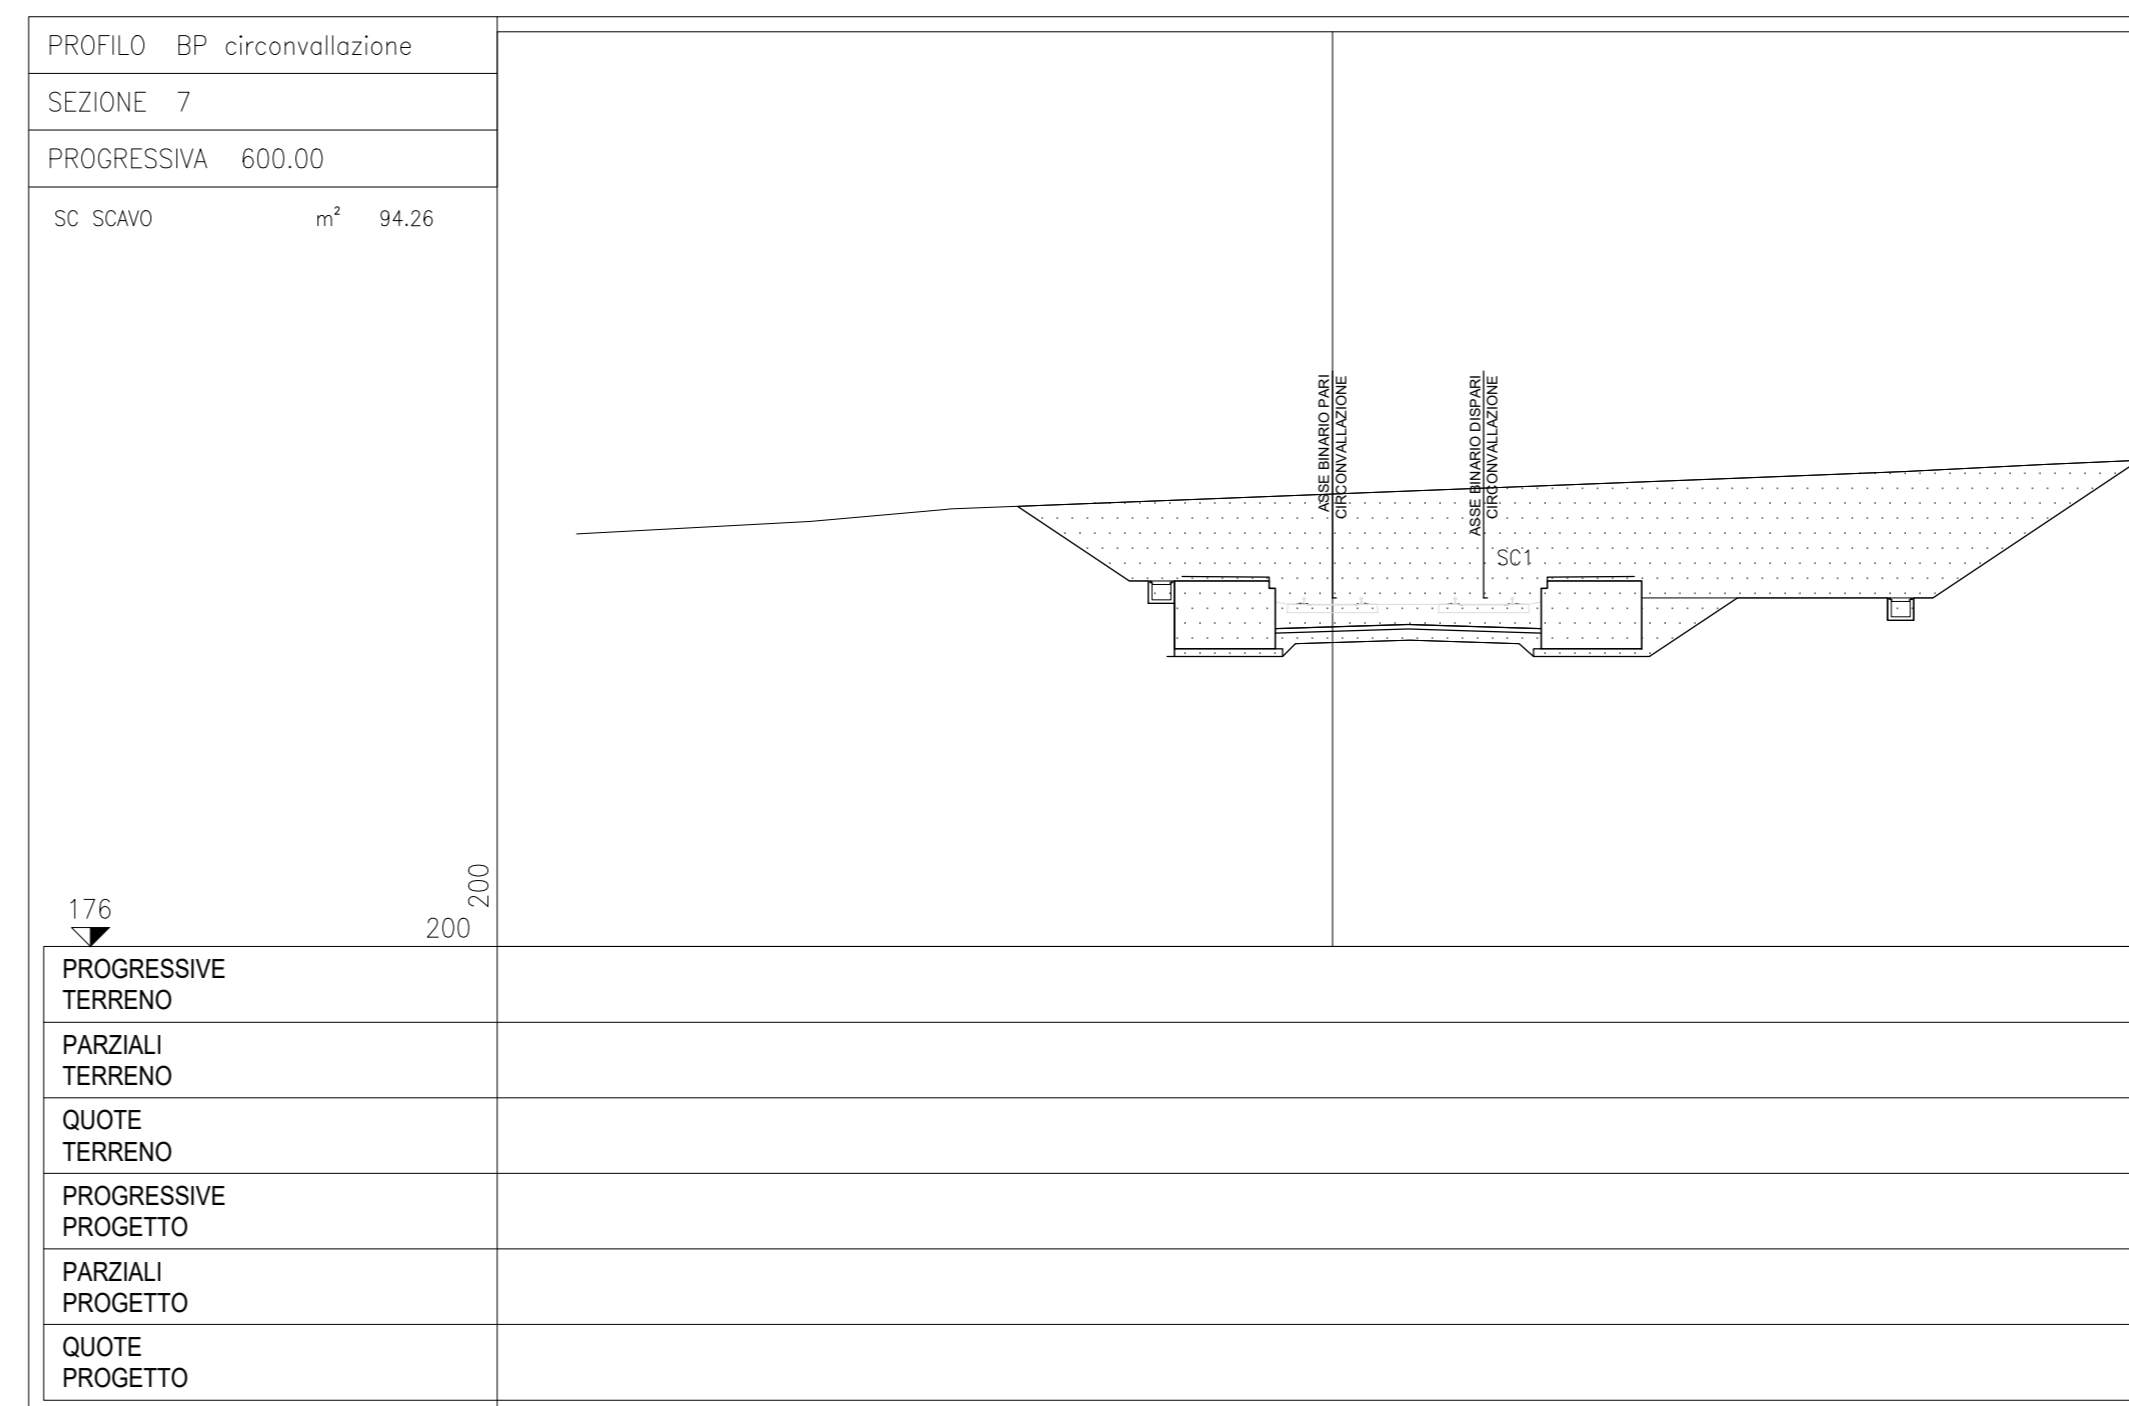 PROFILO BP circonvallazione
SEZIONE 7
PROGRESSIVA 600.00
SC SCAVO m² 94.26
ASSE BINARIO PARI
CIRCONVALLAZIONE
ASSE BINARIO DISPARI
CIRCONVALLAZIONE
SC1
176
200
200
PROGRESSIVE
TERRENO
PARZIALI
TERRENO
QUOTE
TERRENO
PROGRESSIVE
PROGETTO
PARZIALI
PROGETTO
QUOTE
PROGETTO